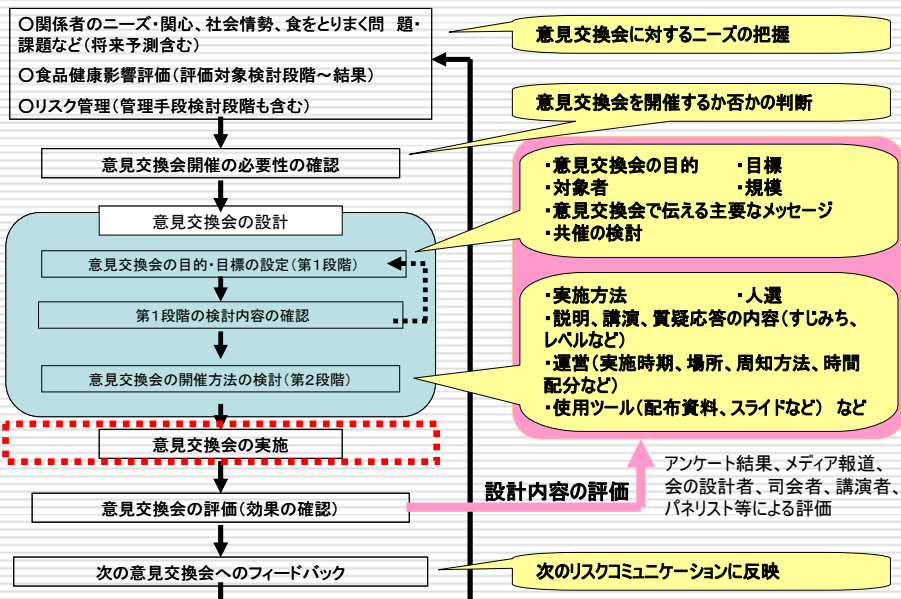 〇関係者のニーズ・関心、社会情勢、食をとりまく問　題・
課題など（将来予測含む）
〇食品健康影響評価（評価対象検討段階～結果）
〇リスク管理（管理手段検討段階も含む）
意見交換会に対するニーズの把握
意見交換会を開催するか否かの判断
意見交換会開催の必要性の確認
・意見交換会の目的　・目標
・対象者　・規模
・意見交換会で伝える主要なメッセージ
・共催の検討
意見交換会の設計
意見交換会の目的・目標の設定（第１段階）
第１段階の検討内容の確認
意見交換会の開催方法の検討（第２段階）
・実施方法　・人選
・説明、講演、質疑応答の内容（すじみち、
レベルなど）
・運営（実施時期、場所、周知方法、時間
配分など）
・使用ツール（配布資料、スライドなど）　など
意見交換会の実施
設計内容の評価
アンケート結果、メディア報道、
会の設計者、司会者、講演者、
パネリスト等による評価
意見交換会の評価（効果の確認）
次の意見交換会へのフィードバック
次のリスクコミュニケーションに反映